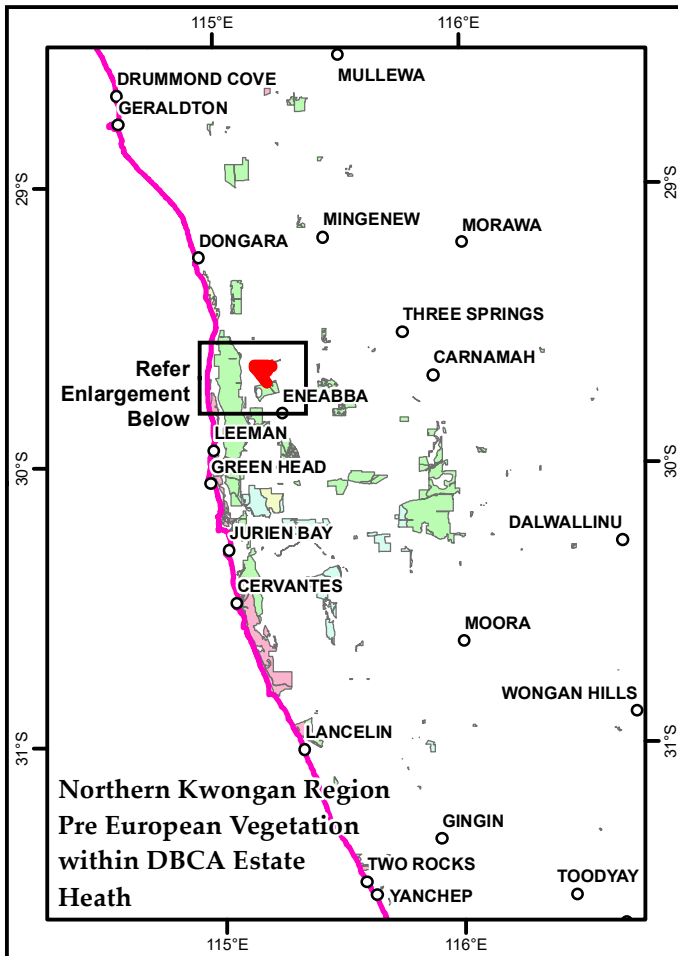 115°E
116°E
MULLEWA
DRUMMOND COVE
GERALDTON
29°S
29°S
MINGENEW
MORAWA
DONGARA
THREE SPRINGS
CARNAMAH
Refer
Enlargement
Below
ENEABBA
LEEMAN
30°S
30°S
GREEN HEAD
DALWALLINU
JURIEN BAY
CERVANTES
MOORA
WONGAN HILLS
31°S
31°S
LANCELIN
Northern Kwongan Region
Pre European Vegetation
within DBCA Estate
Heath
GINGIN
TWO ROCKS
TOODYAY
YANCHEP
115°E
116°E